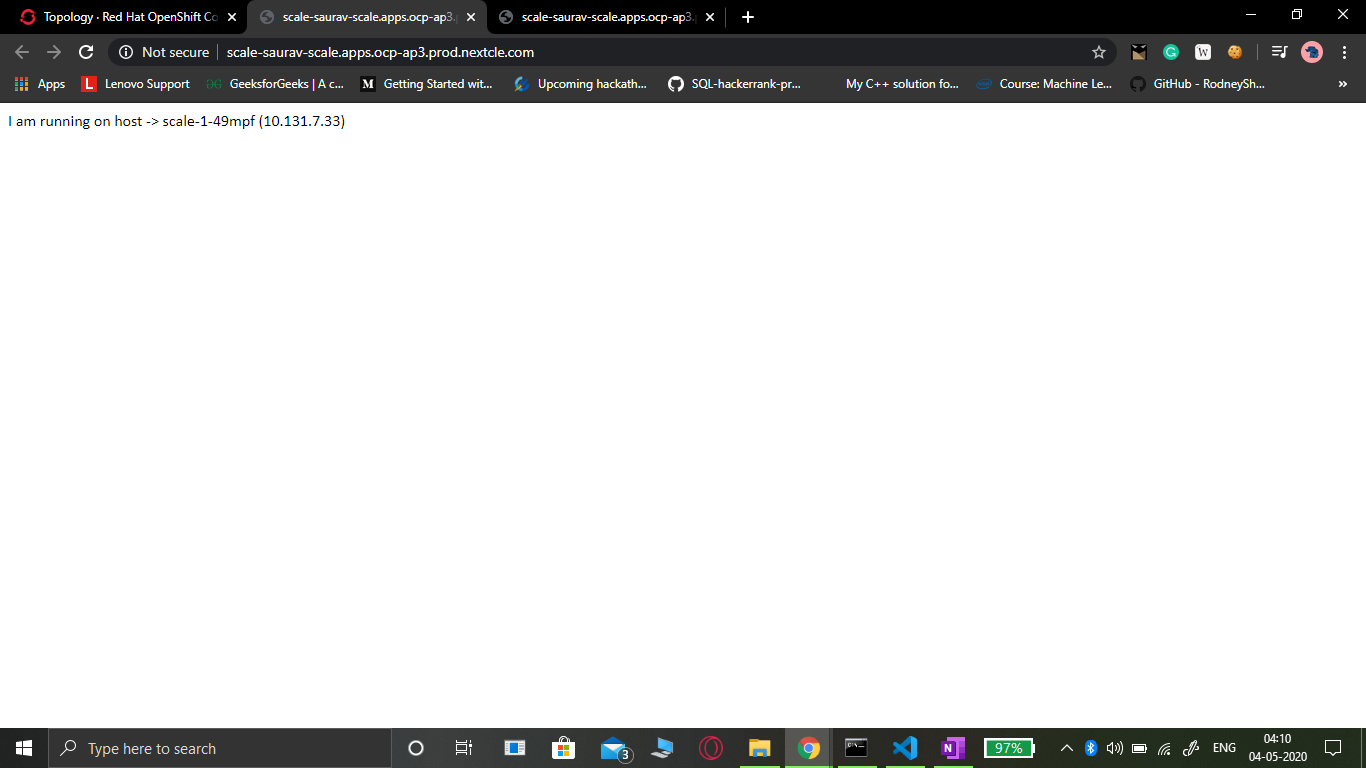 Topology · Red Hat OpenShift Co
scale-saurav-scale.apps.ocp-ap3.
scale-saurav-scale.apps.ocp-ap3.
Not secure
scale-saurav-scale.apps.ocp-ap3.prod.nextcle.com
Apps
L Lenovo Support
GeeksforGeeks | A c...
M Getting Started wit...
Upcoming hackath...
SQL-hackerrank-pr...
My C++ solution fo...
Course: Machine Le...
GitHub - RodneySh...
I am running on host -> scale-1-49mpf (10.131.7.33)
Type here to search
3
97%
ENG
04:10
04-05-2020